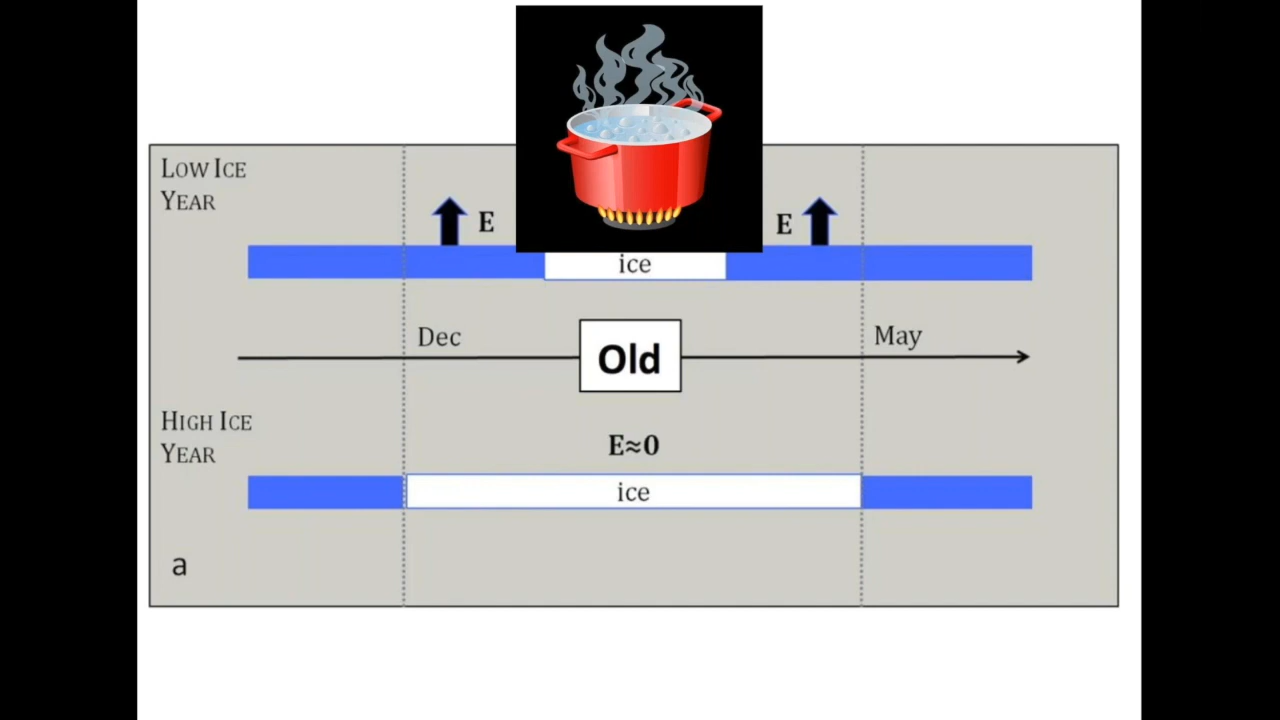 LOW ICE
YEAR
E
E
ice
Dec
May
Old
HIGH ICE
YEAR
E≈0
ice
a